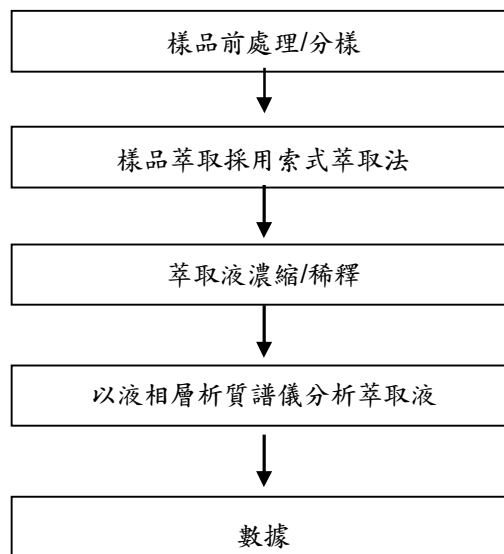 樣品前處理/分樣
樣品萃取採用索式萃取法
萃取液濃縮/稀釋
以液相層析質譜儀分析萃取液
數據